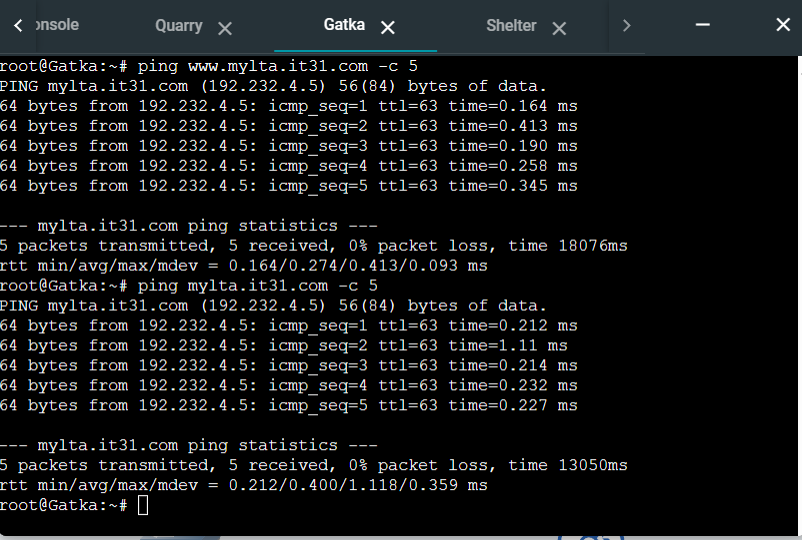 onsole
Quarry
Gatka
Shelter
root@Gatka:~# ping www.mylta.it31.com -c 5
PING mylta.it31.com (192.232.4.5) 56(84) bytes of data.
64 bytes from 192.232.4.5: icmp_seq=1 ttl=63 time=0.164 ms
64 bytes from 192.232.4.5: icmp_seq=2 ttl=63 time=0.413 ms
64 bytes from 192.232.4.5: icmp_seq=3 ttl=63 time=0.190 ms
64 bytes from 192.232.4.5: icmp_seq=4 ttl=63 time=0.258 ms
64 bytes from 192.232.4.5: icmp_seq=5 ttl=63 time=0.345 ms
--- mylta.it31.com ping statistics ---
5 packets transmitted, 5 received, 0% packet loss, time 18076ms
rtt min/avg/max/mdev = 0.164/0.274/0.413/0.093 ms
root@Gatka:~# ping mylta.it31.com -c 5
PING mylta.it31.com (192.232.4.5) 56(84) bytes of data.
64 bytes from 192.232.4.5: icmp_seq=1 ttl=63 time=0.212 ms
64 bytes from 192.232.4.5: icmp_seq=2 ttl=63 time=1.11 ms
64 bytes from 192.232.4.5: icmp_seq=3 ttl=63 time=0.214 ms
64 bytes from 192.232.4.5: icmp_seq=4 ttl=63 time=0.232 ms
64 bytes from 192.232.4.5: icmp_seq=5 ttl=63 time=0.227 ms
--- mylta.it31.com ping statistics ---
5 packets transmitted, 5 received, 0% packet loss, time 13050ms
rtt min/avg/max/mdev = 0.212/0.400/1.118/0.359 ms
root@Gatka:~#